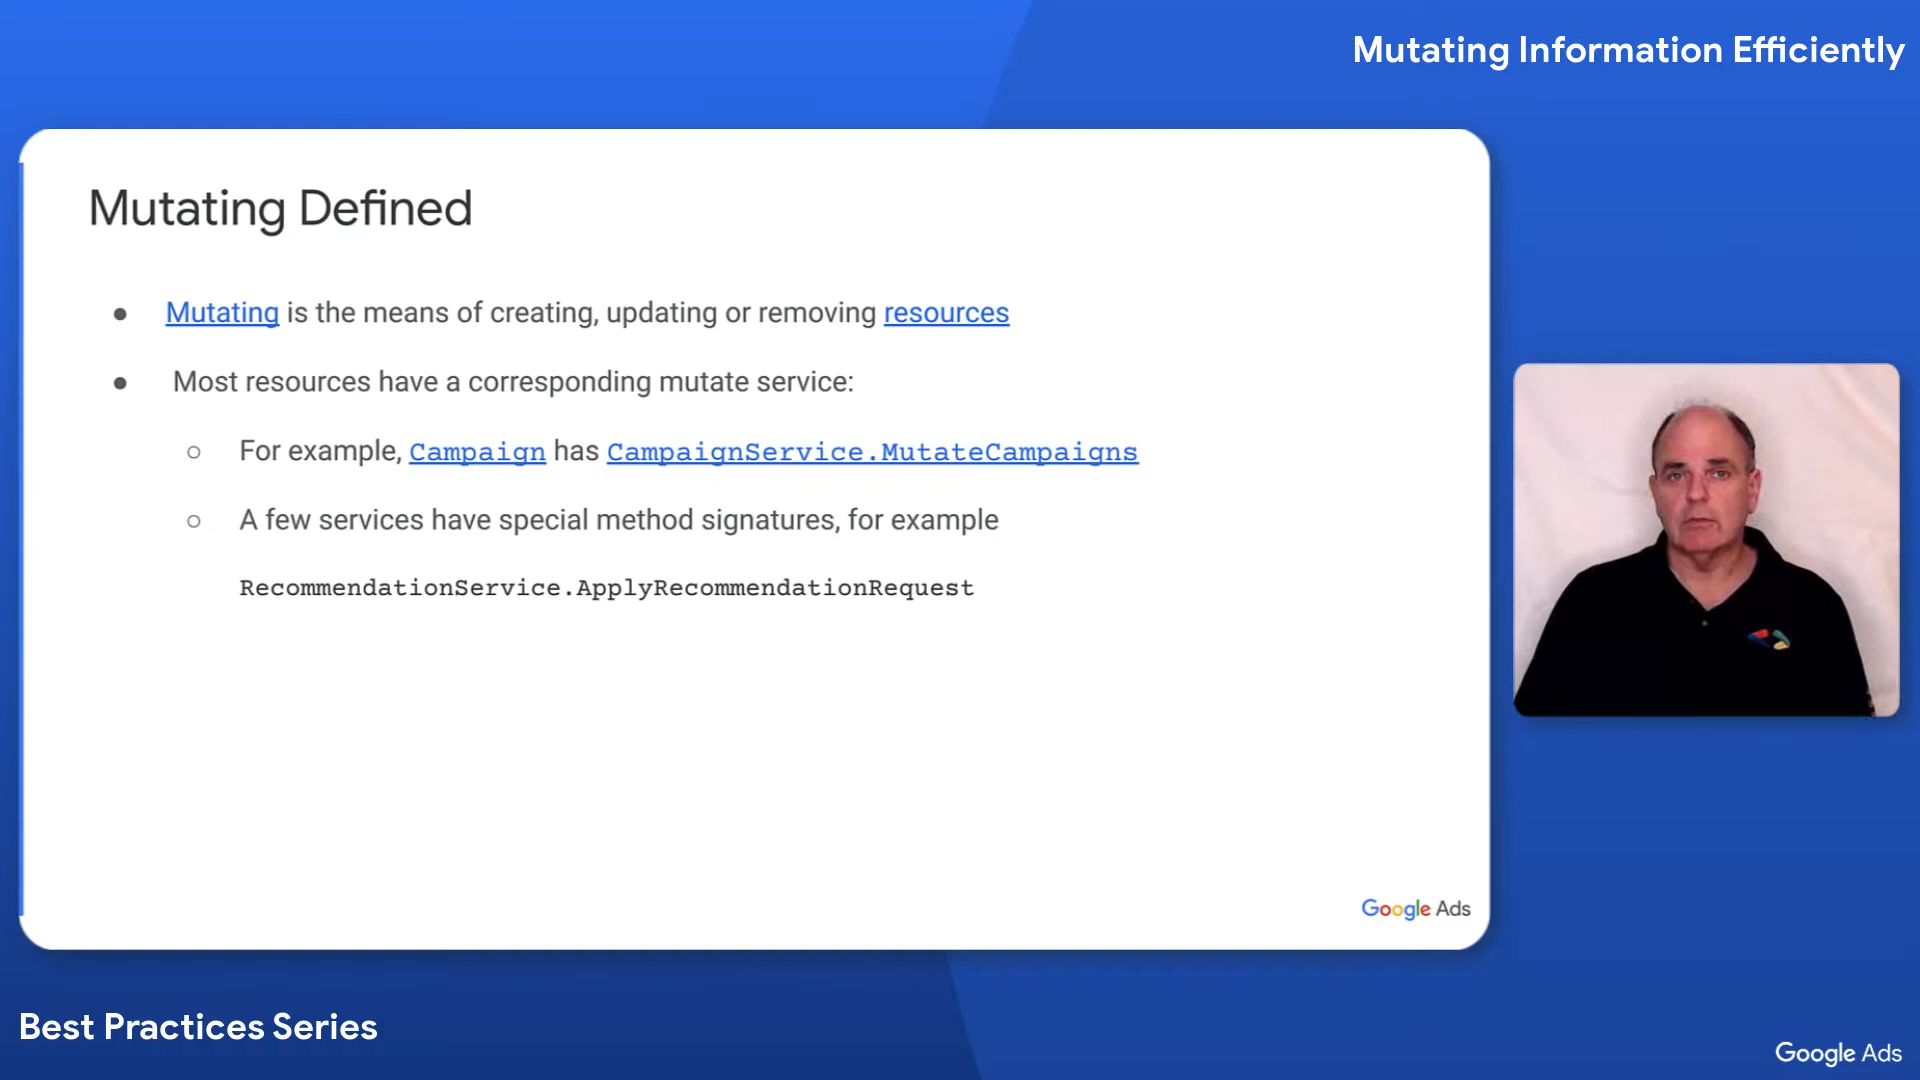 Mutating Information Efficiently
Mutating Defined
● Mutating is the means of creating, updating or removing resources
● Most resources have a corresponding mutate service:
○ For example, Campaign has CampaignService.MutateCampaigns
○ A few services have special method signatures, for example
RecommendationService.ApplyRecommendationRequest
Google Ads
Best Practices Series
Google Ads